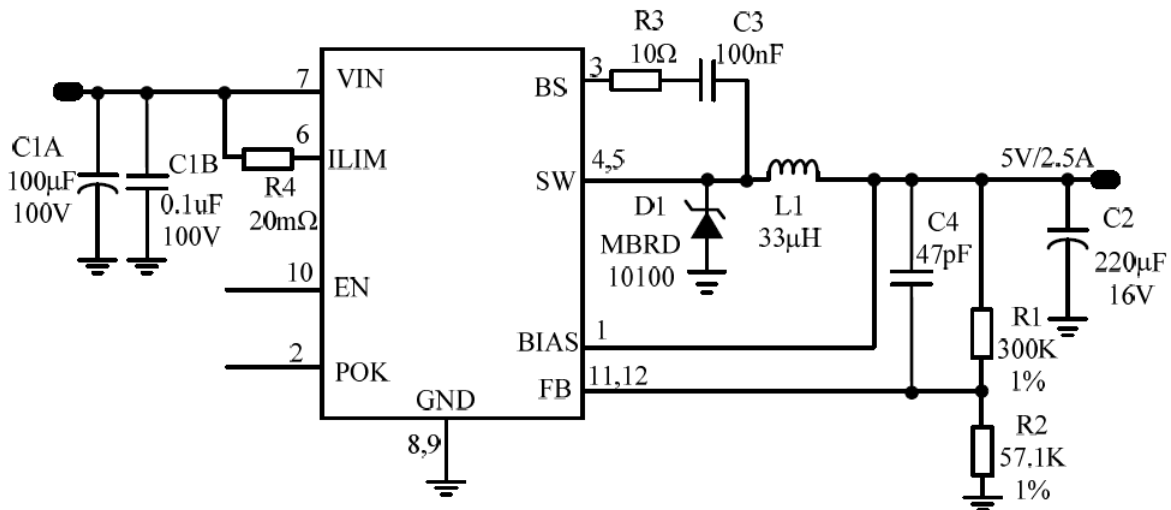 R3
10Ω
C3
100nF
3
7
VIN
BS
6
ILIM
C1A
100μF
100V
C1B
0.1uF
100V
R4
20mΩ
4,5
SW
5V/2.5A
D1
MBRD
10100
L1
33μH
C4
47pF
C2
220μF
16V
10
EN
1
BIAS
R1
300K
1%
2
POK
11,12
FB
GND
8,9
R2
57.1K
1%